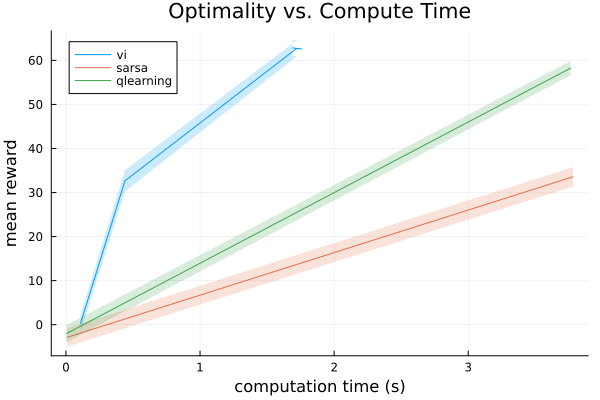 Optimality vs. Compute Time
vi
sarsa
qlearning
mean reward
60
50
40
30
20
10
0
0 1 2 3
computation time (s)